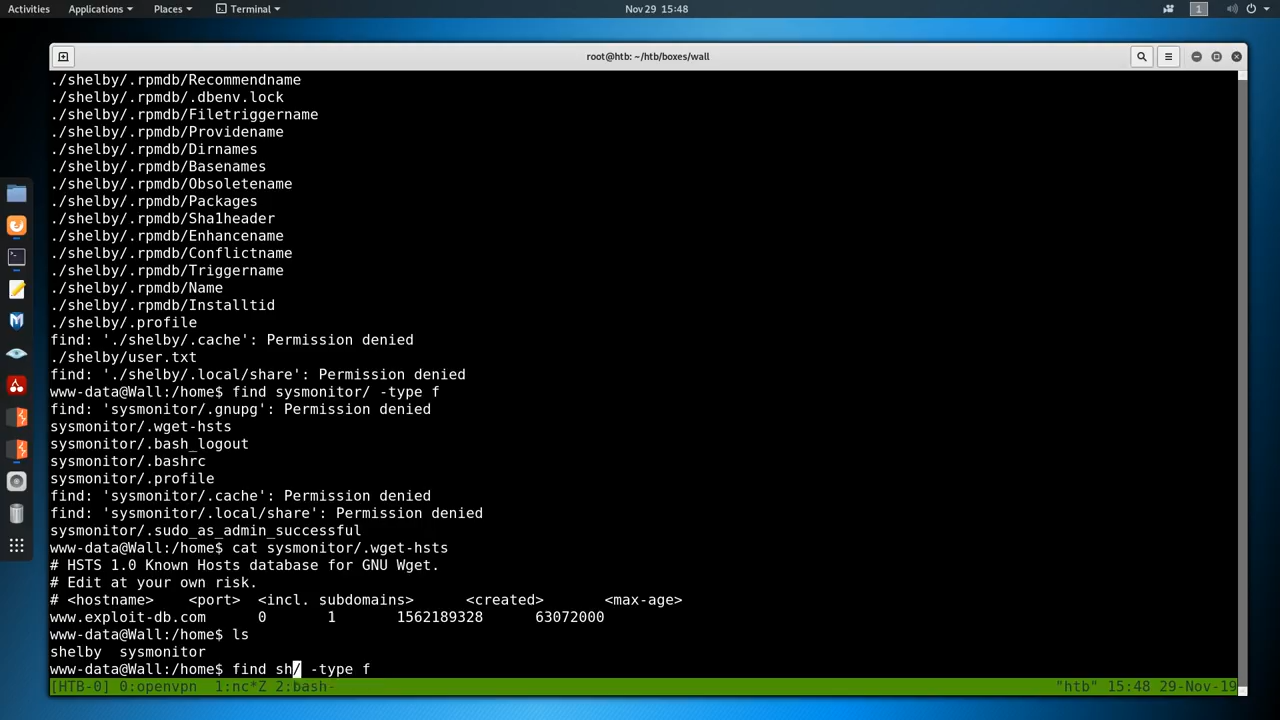 Activities Applications Places Terminal Nov 29 15:48 1
root@htb: ~/htb/boxes/wall
./shelby/.rpmdb/Recommendname
./shelby/.rpmdb/.dbenv.lock
./shelby/.rpmdb/Filetriggername
./shelby/.rpmdb/Providename
./shelby/.rpmdb/Dirnames
./shelby/.rpmdb/Basenames
./shelby/.rpmdb/Obsoletename
./shelby/.rpmdb/Packages
./shelby/.rpmdb/Sha1header
./shelby/.rpmdb/Enhancename
./shelby/.rpmdb/Conflictname
./shelby/.rpmdb/Triggername
./shelby/.rpmdb/Name
./shelby/.rpmdb/Installtid
./shelby/.profile
find: './shelby/.cache': Permission denied
./shelby/user.txt
find: './shelby/.local/share': Permission denied
www-data@Wall:/home$ find sysmonitor/ -type f
find: 'sysmonitor/.gnupg': Permission denied
sysmonitor/.wget-hsts
sysmonitor/.bash_logout
sysmonitor/.bashrc
sysmonitor/.profile
find: 'sysmonitor/.cache': Permission denied
find: 'sysmonitor/.local/share': Permission denied
sysmonitor/.sudo_as_admin_successful
www-data@Wall:/home$ cat sysmonitor/.wget-hsts
# HSTS 1.0 Known Hosts database for GNU Wget.
# Edit at your own risk.
# <hostname> <port> <incl. subdomains> <created> <max-age>
www.exploit-db.com 0 1 1562189328 63072000
www-data@Wall:/home$ ls
shelby sysmonitor
www-data@Wall:/home$ find sh/ -type f
[HTB-0] 0:openvpn 1:nc*Z 2:bash- "htb" 15:48 29-Nov-19